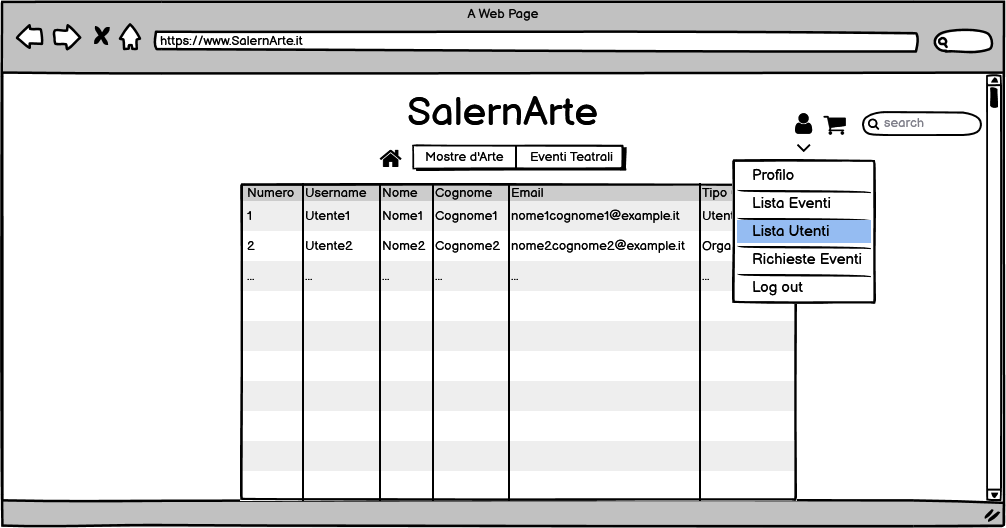 A Web Page
https://www.SalernArte.it
SalernArte
search
Mostre d'Arte Eventi Teatrali
Profilo
Lista Eventi
Lista Utenti
Richieste Eventi
Log out
Numero Username Nome Cognome Email Tipo
1 Utente1 Nome1 Cognome1 nome1cognome1@example.it Uten
2 Utente2 Nome2 Cognome2 nome2cognome2@example.it Orga
... ... ... ... ... ...